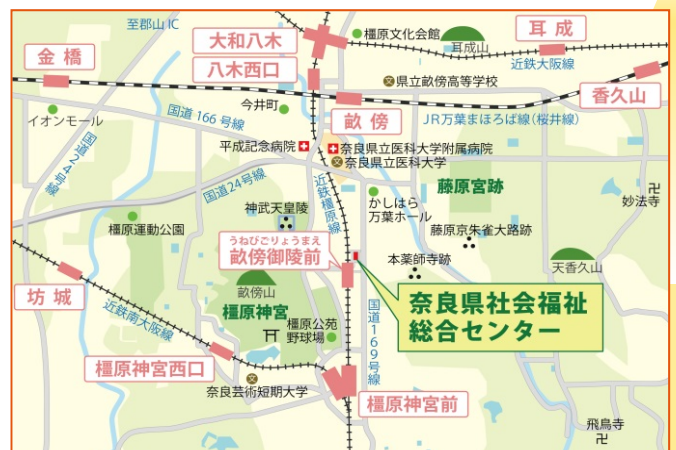 至郡山IC
大和八木
橿原文化会館
耳成山
耳成
近鉄大阪線
金橋
八木西口
県立畝傍高等学校
香久山
イオンモール
国道166号線
今井町
畝傍
JR万葉まほろば線(桜井線)
国道24号線
平成記念病院
奈良県立医科大学附属病院
奈良県立医科大学
国道24号線
近鉄橿原線
かしはら
万葉ホール
藤原宮跡
妙法寺
橿原運動公園
神武天皇陵
藤原京朱雀大路跡
うねびごりょうまえ
畝傍御陵前
本薬師寺跡
天香久山
坊城
畝傍山
橿原神宮
奈良県社会福祉
総合センター
近鉄南大阪線
橿原公苑
野球場
国道169号線
橿原神宮西口
奈良芸術短期大学
橿原神宮前
飛鳥寺